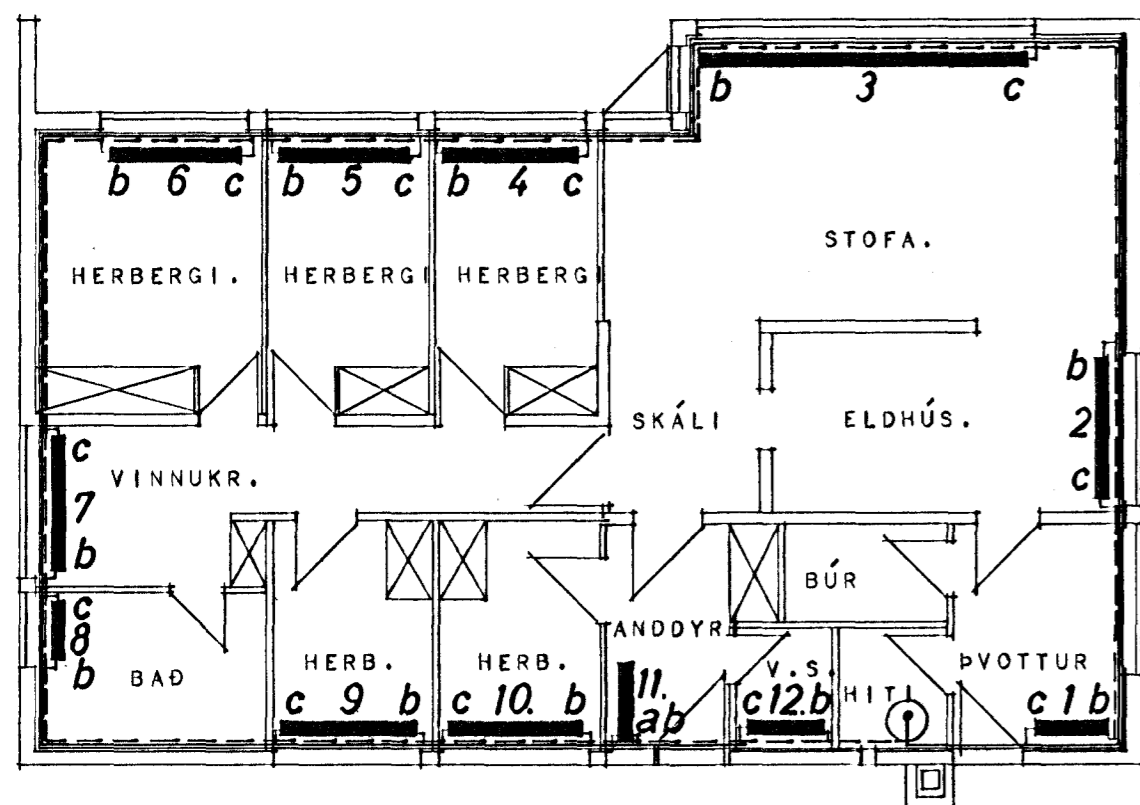 b 3 c
b 6 c
b 5 c
b 4 c
STOFA.
HERBERGI.
HERBERGI
HERBERGI
b
2
c
SKÁLI
ELDHÚS.
c
7
b
VINNUKR.
BÚR
c
8
b
BAÐ
HERB.
HERB.
ANDDYR
V.S.
ÞVOTTUR
HITI
c 9 b
c 10. b
11.
ab
c 12. b
c 1 b